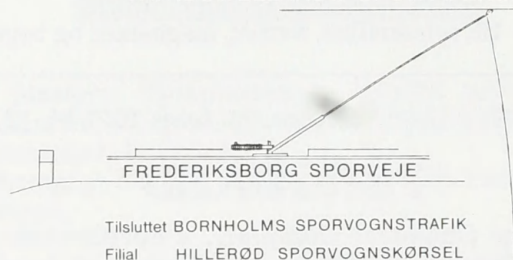 FREDERIKSBORG SPORVEJE
Tilsluttet BORNHOLMS SPORVOGNSTRAFIK
Filial HILLERØD SPORVOGNSKØRSEL